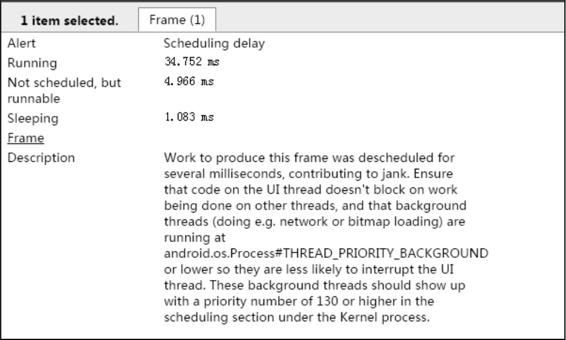 1 item selected. Frame (1)
Alert Scheduling delay
Running 34.752 ms
Not scheduled, but runnable 4.966 ms
Sleeping 1.083 ms
Frame
Description Work to produce this frame was descheduled for
several milliseconds, contributing to jank. Ensure
that code on the UI thread doesn't block on work
being done on other threads, and that background
threads (doing e.g. network or bitmap loading) are
running at
android.os.Process#THREAD_PRIORITY_BACKGROUND
or lower so they are less likely to interrupt the UI
thread. These background threads should show up
with a priority number of 130 or higher in the
scheduling section under the Kernel process.